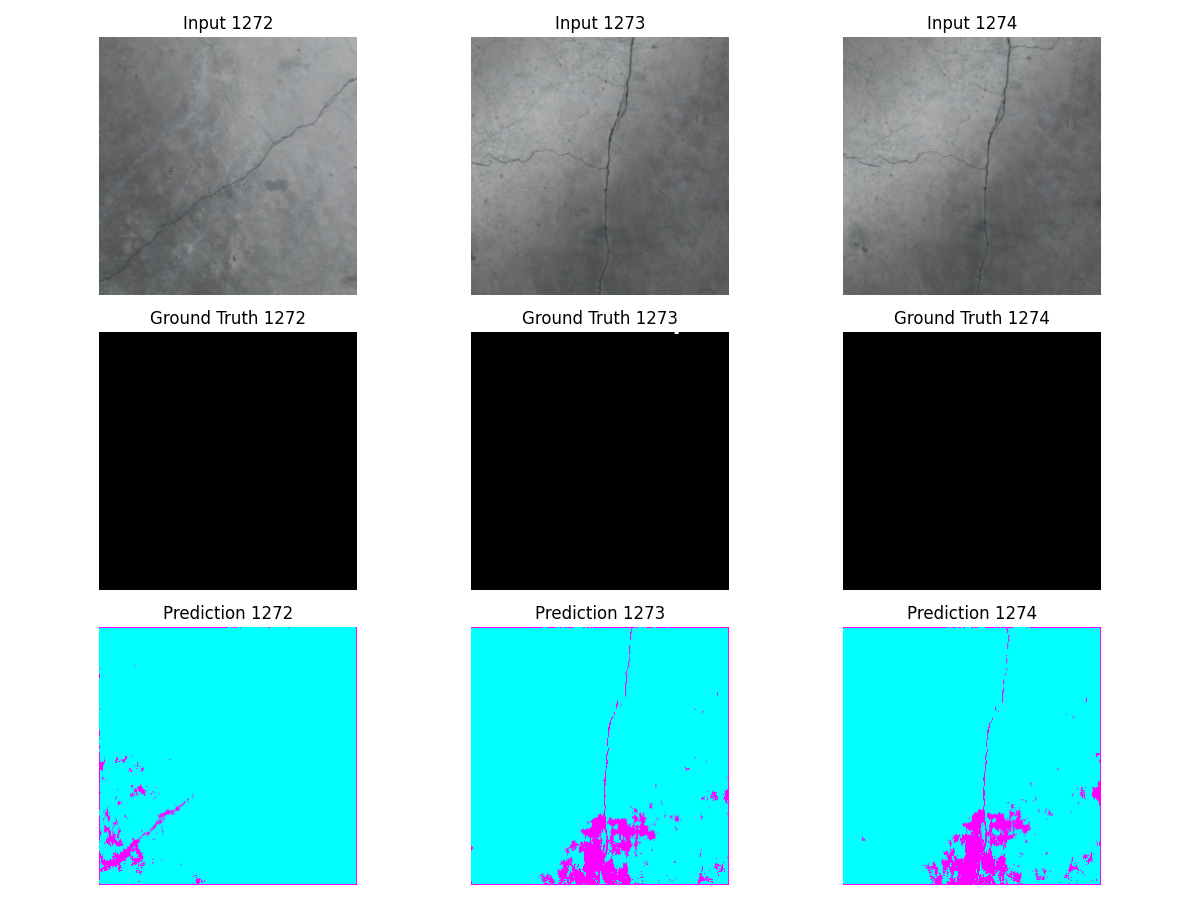 Input 1272
Input 1273
Input 1274
Ground Truth 1272
Ground Truth 1273
Ground Truth 1274
Prediction 1272
Prediction 1273
Prediction 1274